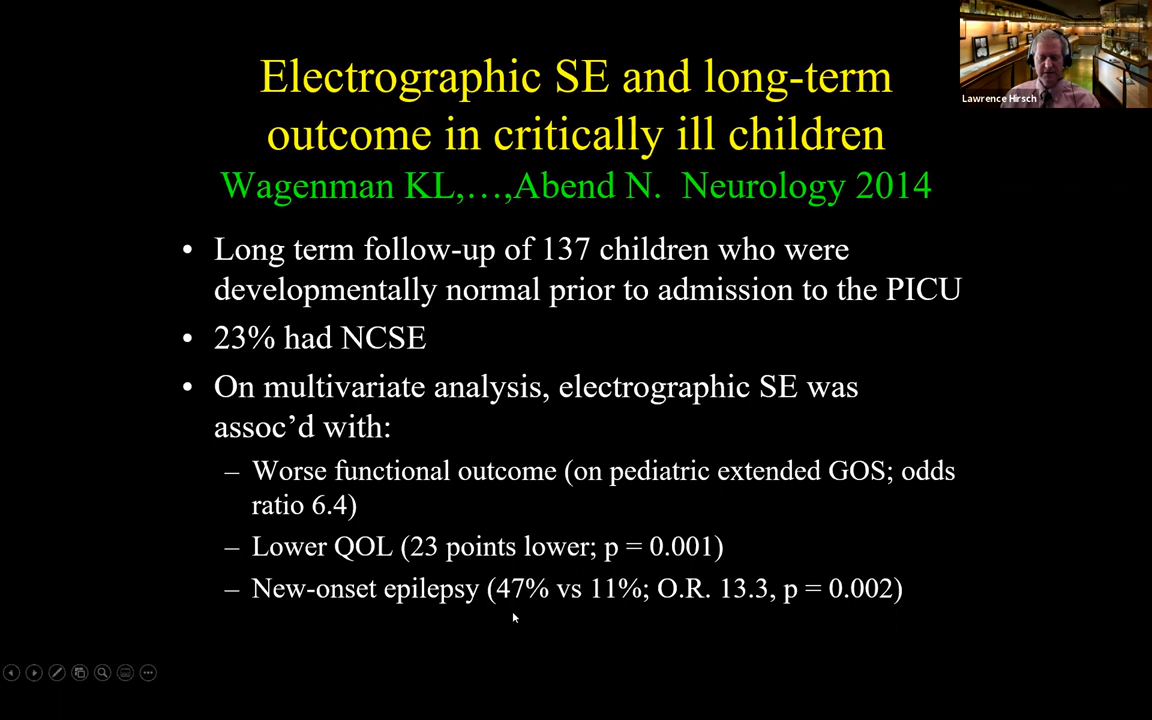 Electrographic SE and long-term
outcome in critically ill children
Wagenman KL,…,Abend N.  Neurology 2014
• Long term follow-up of 137 children who were
developmentally normal prior to admission to the PICU
• 23% had NCSE
• On multivariate analysis, electrographic SE was
assoc’d with:
– Worse functional outcome (on pediatric extended GOS; odds
ratio 6.4)
– Lower QOL (23 points lower; p = 0.001)
– New-onset epilepsy (47% vs 11%; O.R. 13.3, p = 0.002)
Lawrence Hirsch